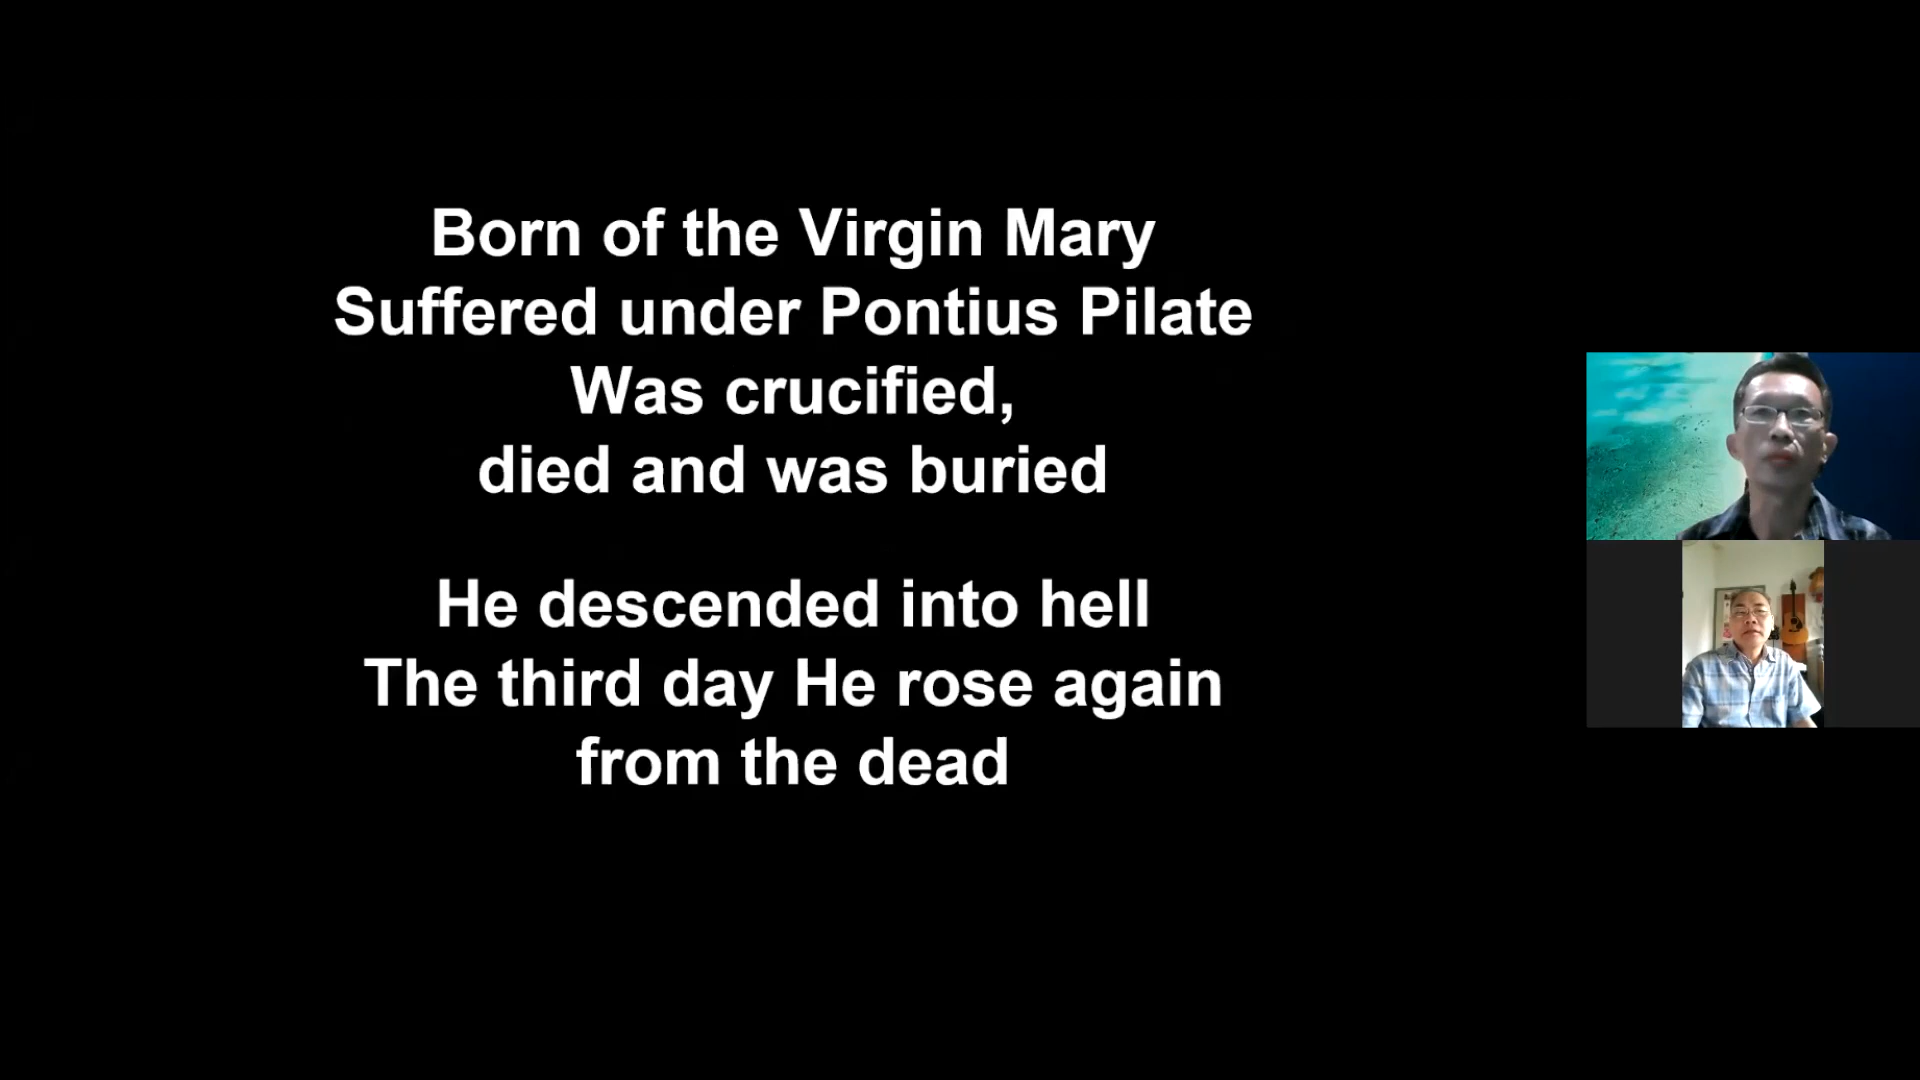 Born of the Virgin Mary
Suffered under Pontius Pilate
Was crucified,
died and was buried
He descended into hell
The third day He rose again
from the dead